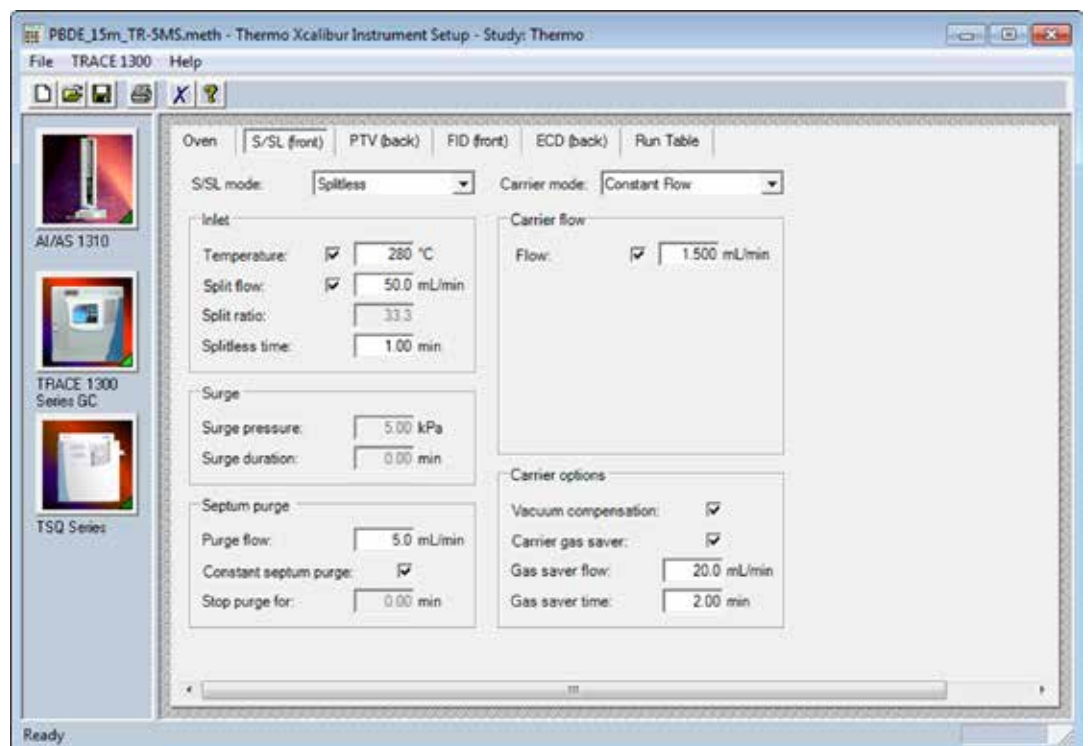 PBDE_15m_TR-5MS.meth - Thermo Xcalibur Instrument Setup - Study: Thermo
File TRACE 1300 Help
AI/AS 1310
TRACE 1300
Series GC
TSQ Series
Oven S/SL (front) PTV (back) FID (front) ECD (back) Run Table
S/SL mode: Splitless
Inlet
Temperature: 280 °C
Split flow: 50.0 mL/min
Split ratio: 33.3
Splitless time: 1.00 min
Surge
Surge pressure: 5.00 kPa
Surge duration: 0.00 min
Septum purge
Purge flow: 5.0 mL/min
Constant septum purge:
Stop purge for: 0.00 min
Carrier mode: Constant Flow
Carrier flow
Flow: 1.500 mL/min
Carrier options
Vacuum compensation:
Carrier gas saver:
Gas saver flow: 20.0 mL/min
Gas saver time: 2.00 min
Ready